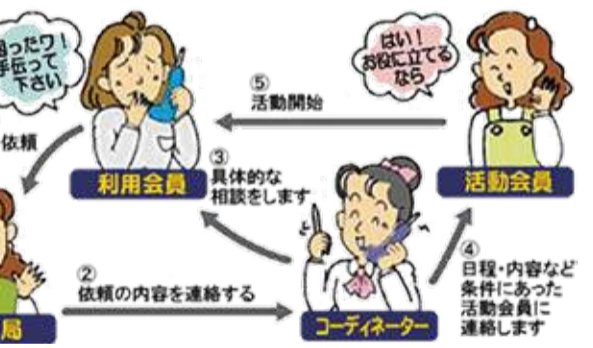 困ったワ！
手伝って
下さい
はい！
お役に立てる
なら
⑤
活動開始
依頼
利用会員
③
具体的な
相談をします
活動会員
②
依頼の内容を連絡する
④
日程・内容など
条件にあった
活動会員に
連絡します
局
コーディネーター